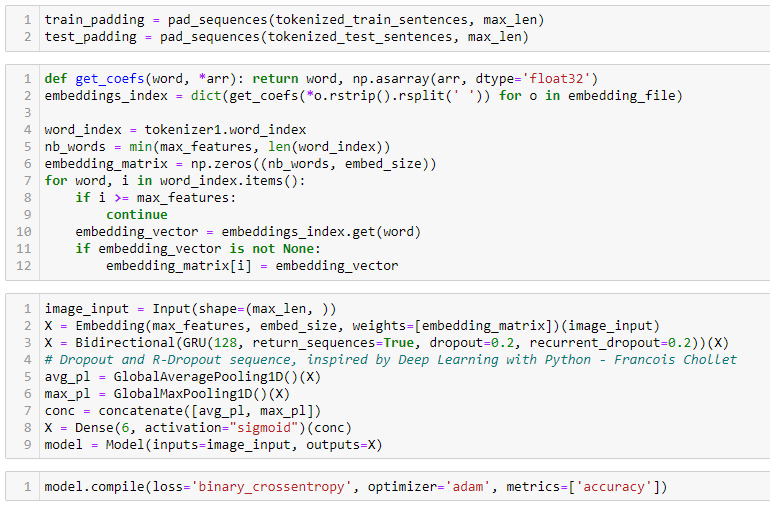 1 train_padding = pad_sequences(tokenized_train_sentences, max_len)
2 test_padding = pad_sequences(tokenized_test_sentences, max_len)
1 def get_coefs(word, *arr): return word, np.asarray(arr, dtype='float32')
2 embeddings_index = dict(get_coefs(*o.rstrip().rsplit(' ')) for o in embedding_file)
3
4 word_index = tokenizer1.word_index
5 nb_words = min(max_features, len(word_index))
6 embedding_matrix = np.zeros((nb_words, embed_size))
7 for word, i in word_index.items():
8     if i >= max_features:
9         continue
10     embedding_vector = embeddings_index.get(word)
11     if embedding_vector is not None:
12         embedding_matrix[i] = embedding_vector
1 image_input = Input(shape=(max_len, ))
2 X = Embedding(max_features, embed_size, weights=[embedding_matrix])(image_input)
3 X = Bidirectional(GRU(128, return_sequences=True, dropout=0.2, recurrent_dropout=0.2))(X)
4 # Dropout and R-Dropout sequence, inspired by Deep Learning with Python - Francois Chollet
5 avg_pl = GlobalAveragePooling1D()(X)
6 max_pl = GlobalMaxPooling1D()(X)
7 conc = concatenate([avg_pl, max_pl])
8 X = Dense(6, activation="sigmoid")(conc)
9 model = Model(inputs=image_input, outputs=X)
1 model.compile(loss='binary_crossentropy', optimizer='adam', metrics=['accuracy'])